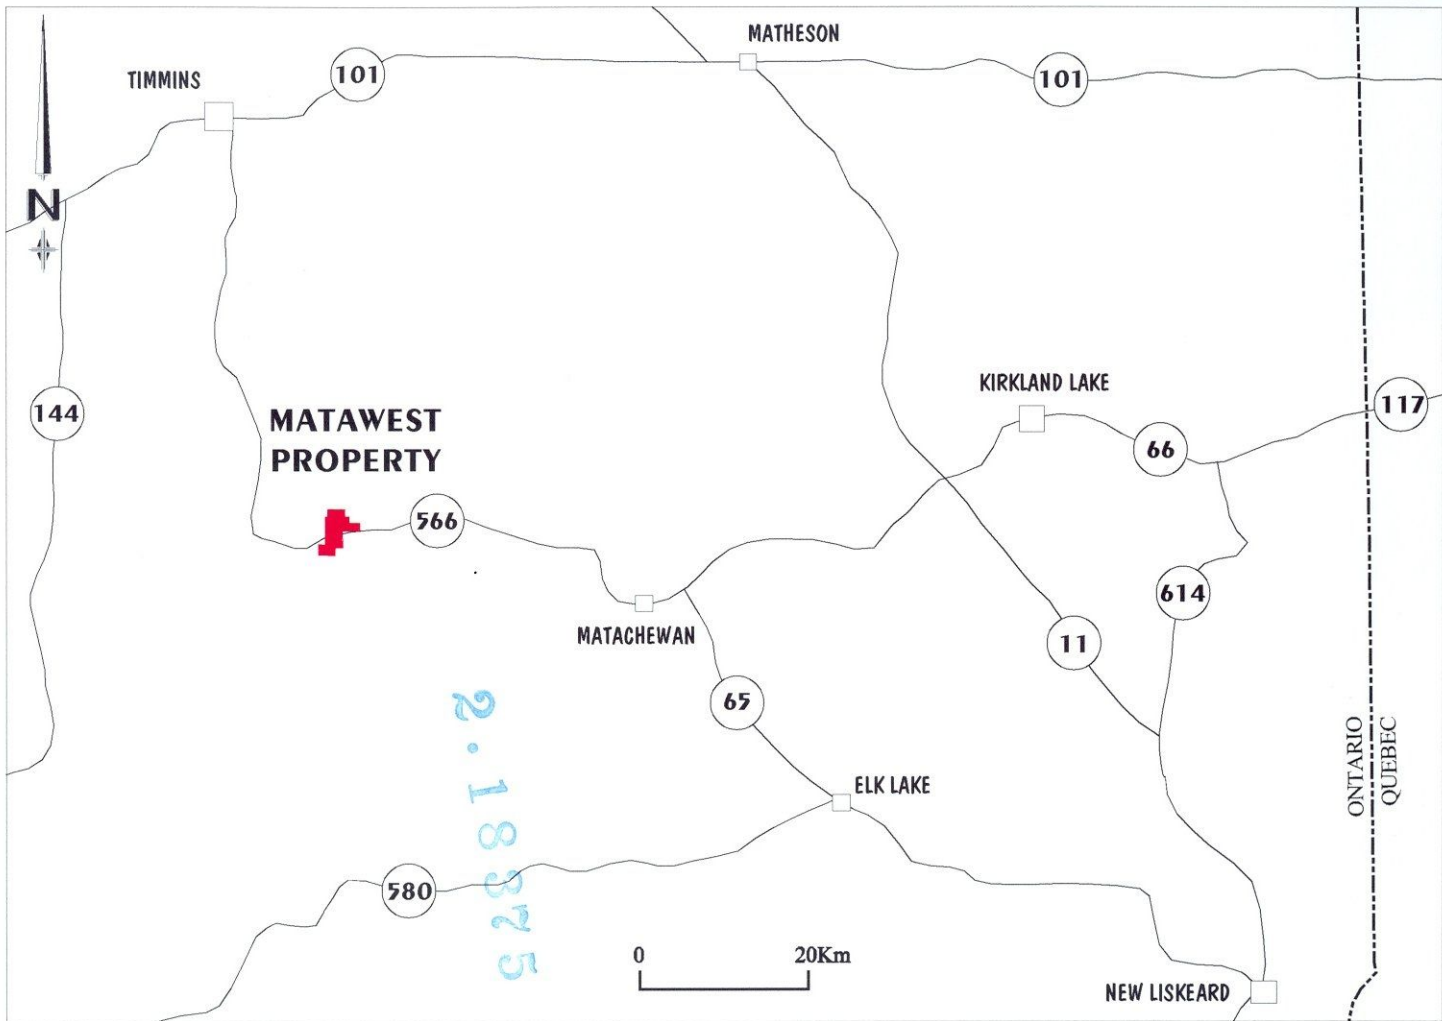 MATHESON
TIMMINS
101
101
N
KIRKLAND LAKE
144
117
MATAWEST
PROPERTY
66
566
614
MATACHEWAN
11
65
2.18375
ONTARIO
QUEBEC
ELK LAKE
580
0 20Km
NEW LISKEARD